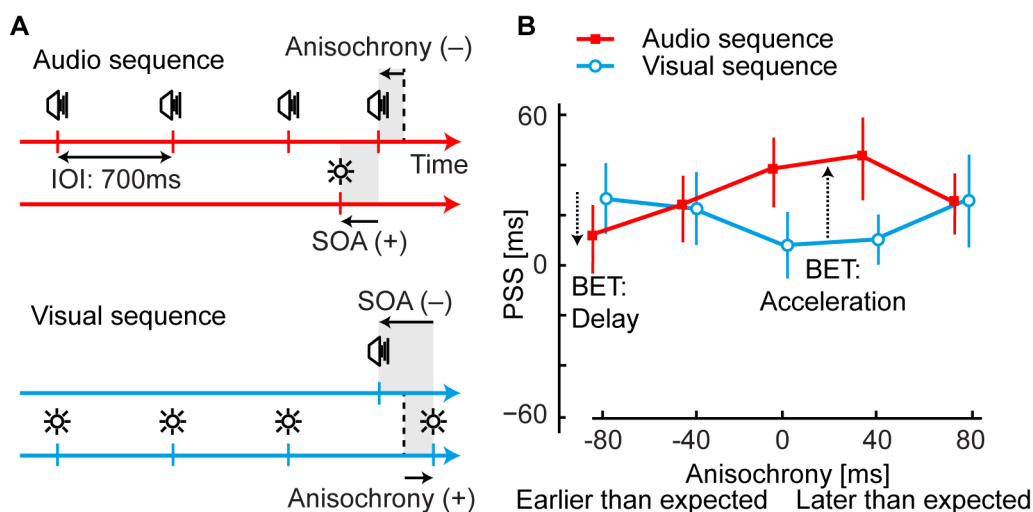 A
Audio sequence
Anisochrony (–)
Time
IOI: 700ms
SOA (+)
Visual sequence
SOA (–)
Anisochrony (+)
B
Audio sequence
Visual sequence
PSS [ms]
60
0
−60
BET:
Delay
BET:
Acceleration
-80
-40
0
40
80
Anisochrony [ms]
Earlier than expected
Later than expected